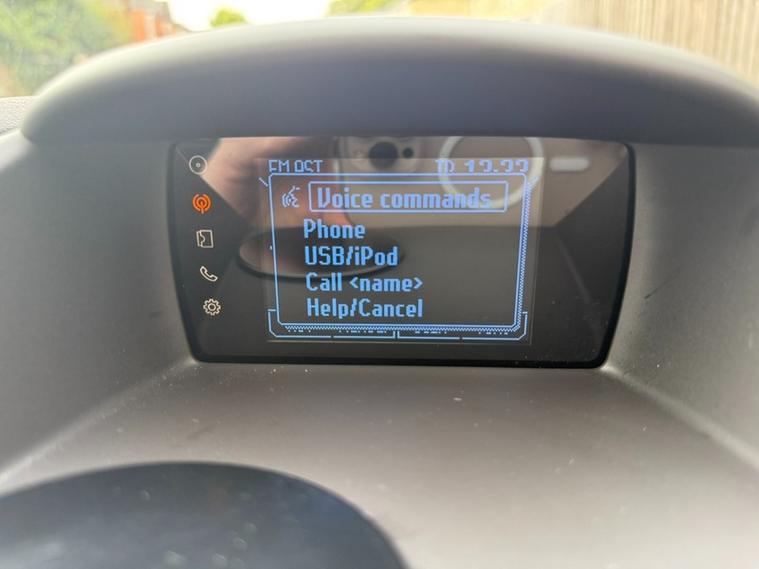 Voice commands
Phone
USB/iPod
Call <name>
Help/Cancel